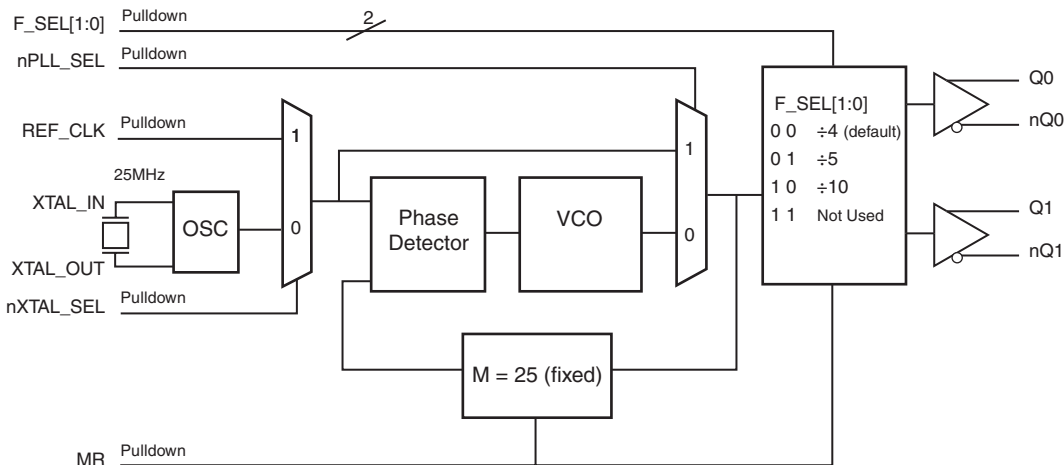 F_SEL[1:0] Pulldown 2
nPLL_SEL Pulldown
REF_CLK Pulldown
1
25MHz
XTAL_IN
OSC
0
XTAL_OUT
nXTAL_SEL Pulldown
Phase
Detector
VCO
1
0
M = 25 (fixed)
MR Pulldown
F_SEL[1:0]
0 0 ÷4 (default)
0 1 ÷5
1 0 ÷10
1 1 Not Used
Q0
nQ0
Q1
nQ1